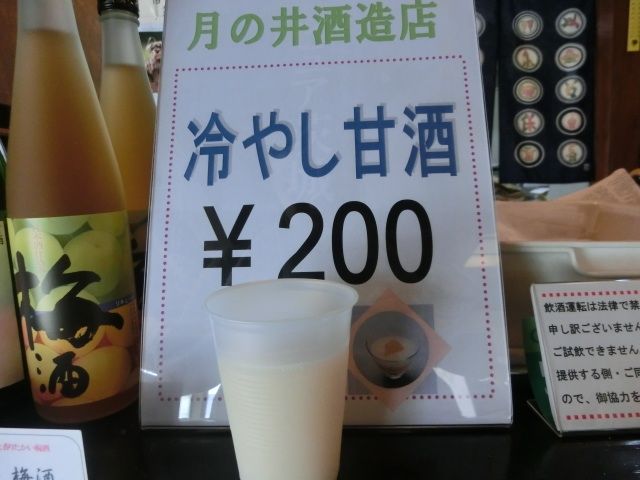 月の井酒造店
冷やし甘酒
¥200
梅酒
飲酒運転は法律で禁
申し訳ございません
ご試飲できません
提供する側・ご同
ので、御協力を
梅酒